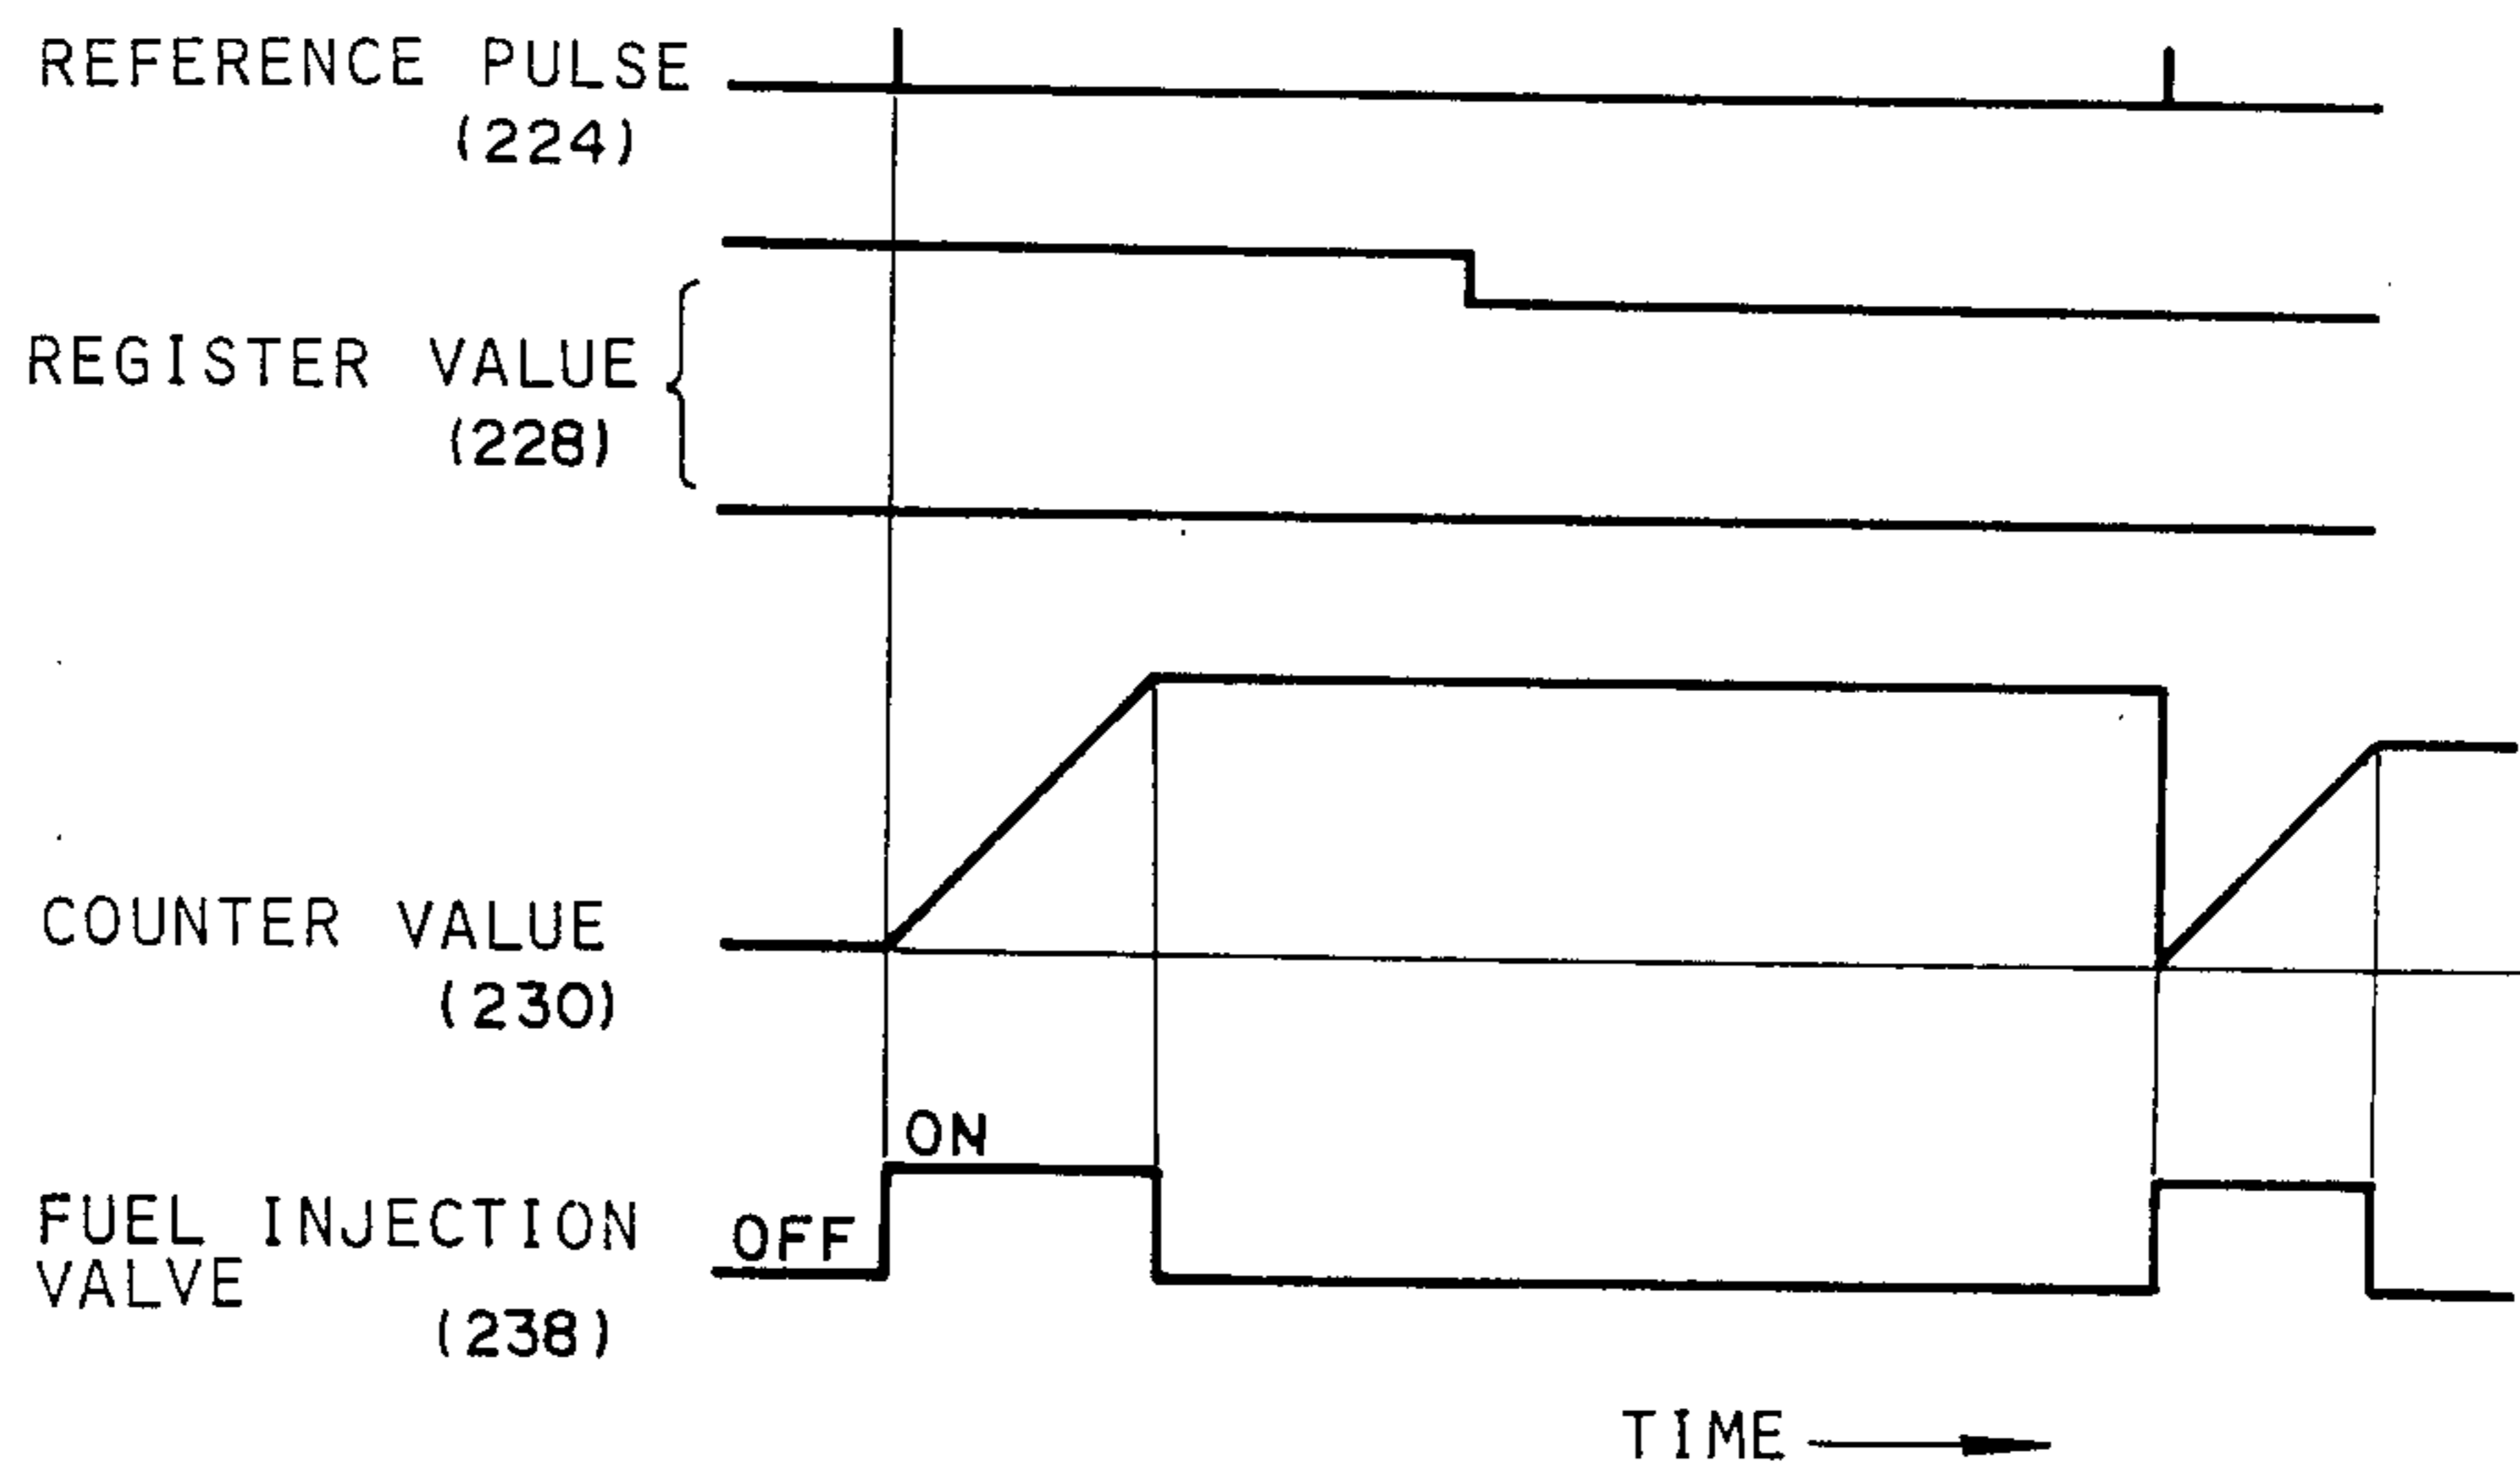 REFERENCE PULSE
(224)
REGISTER VALUE
(228)
COUNTER VALUE
(230)
ON
OFF
FUEL INJECTION
VALVE
(238)
TIME